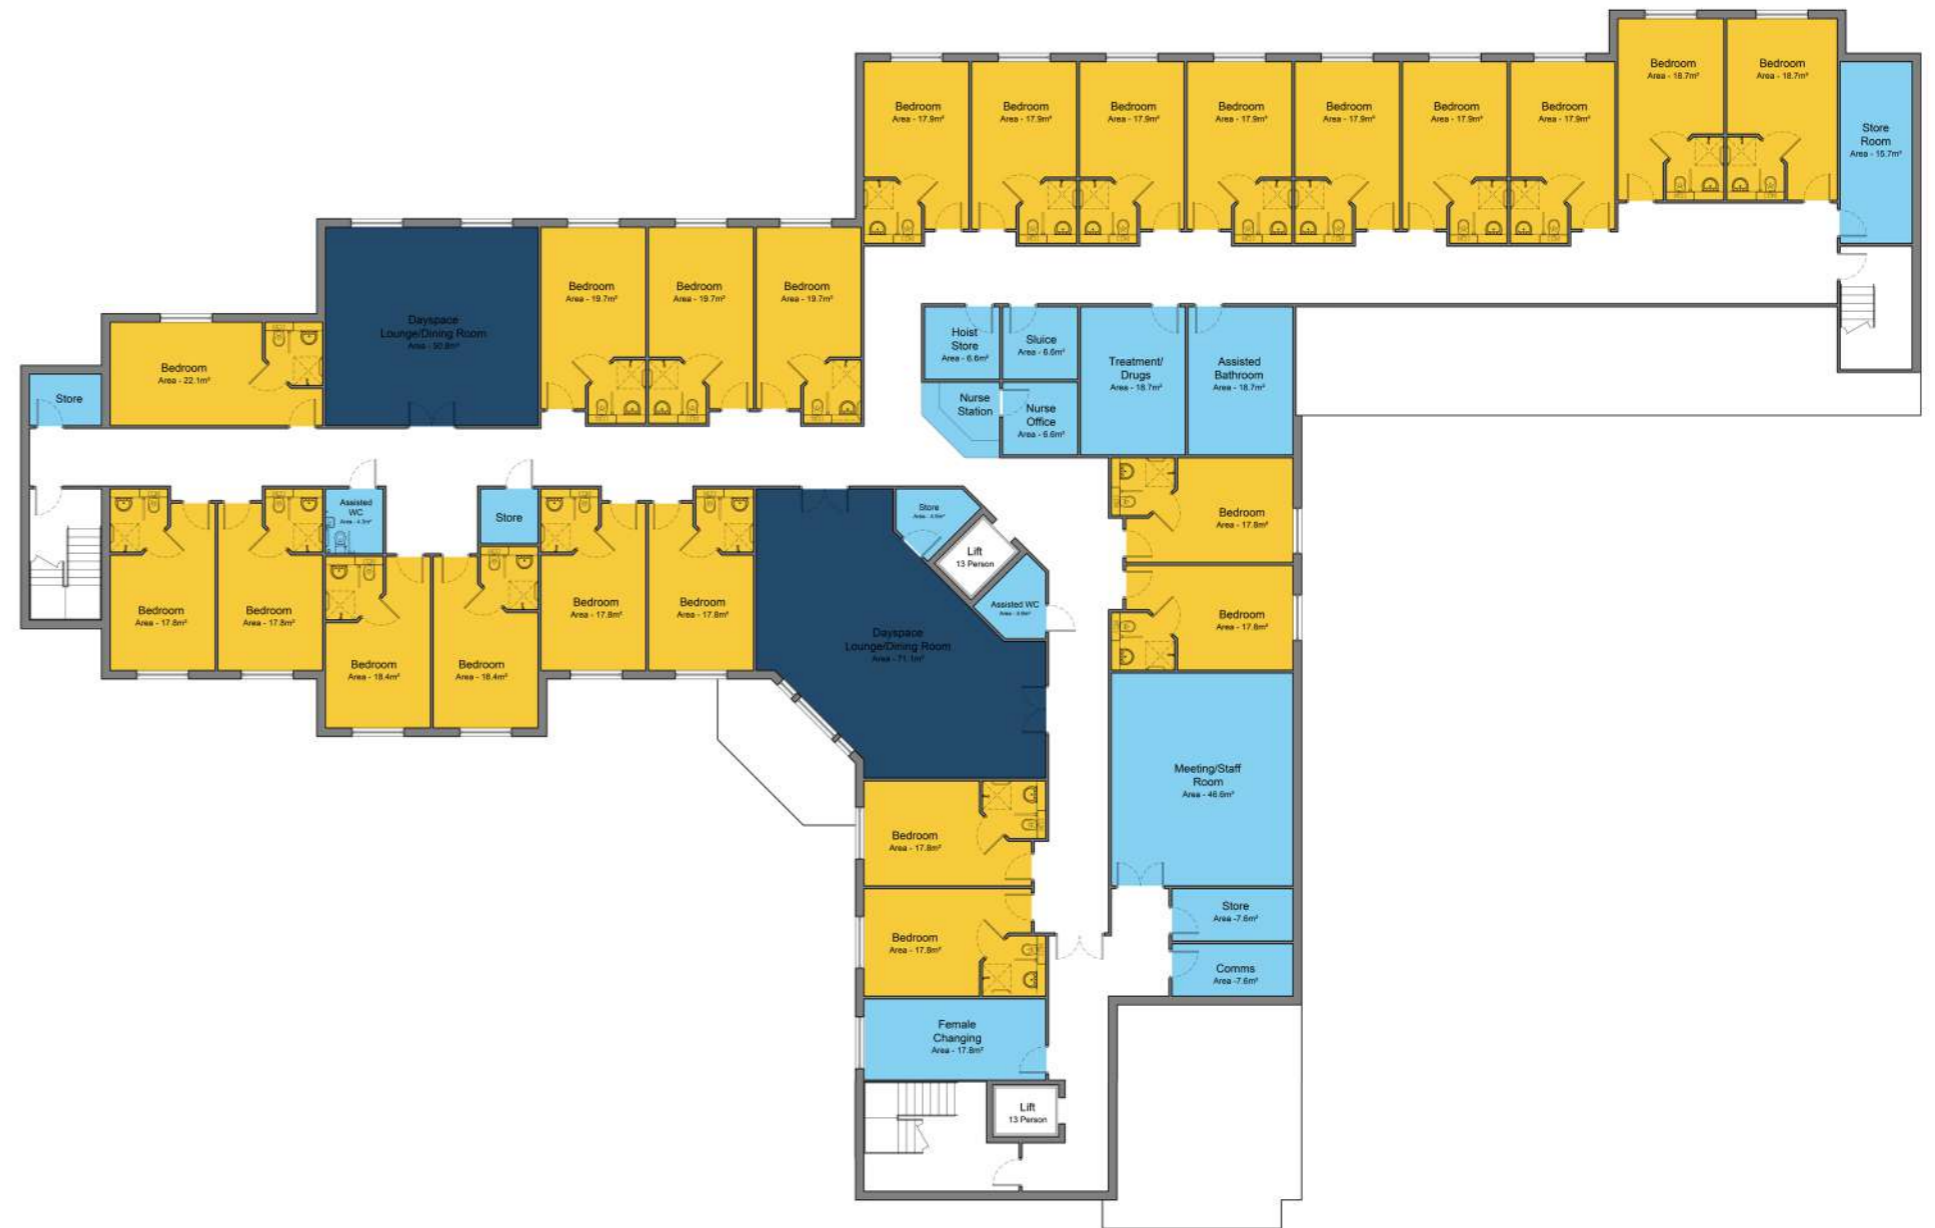 Bedroom
Area - 18.7m²
Bedroom
Area - 18.7m²
Bedroom
Area - 17.9m²
Bedroom
Area - 17.9m²
Bedroom
Area - 17.9m²
Bedroom
Area - 17.9m²
Bedroom
Area - 17.9m²
Bedroom
Area - 17.9m²
Bedroom
Area - 17.9m²
Store
Room
Area - 15.7m²
Bedroom
Area - 19.7m²
Bedroom
Area - 19.7m²
Bedroom
Area - 19.7m²
Dayspace
Lounge/Dining Room
Area - 50.8m²
Bedroom
Area - 22.1m²
Store
Hoist
Store
Area - 6.6m²
Sluice
Area - 6.6m²
Treatment/
Drugs
Area - 18.7m²
Assisted
Bathroom
Area - 18.7m²
Nurse
Station
Nurse
Office
Area - 6.6m²
Assisted
WC
Store
Store
Lift
13 Person
Assisted WC
Bedroom
Area - 17.8m²
Bedroom
Area - 17.8m²
Bedroom
Area - 17.8m²
Bedroom
Area - 17.8m²
Bedroom
Area - 18.4m²
Bedroom
Area - 18.4m²
Bedroom
Area - 17.8m²
Bedroom
Area - 17.8m²
Dayspace
Lounge/Dining Room
Area - 71.1m²
Meeting/Staff
Room
Area - 46.6m²
Bedroom
Area - 17.8m²
Bedroom
Area - 17.8m²
Store
Area -7.6m²
Comms
Area -7.6m²
Female
Changing
Area - 17.8m²
Lift
13 Person